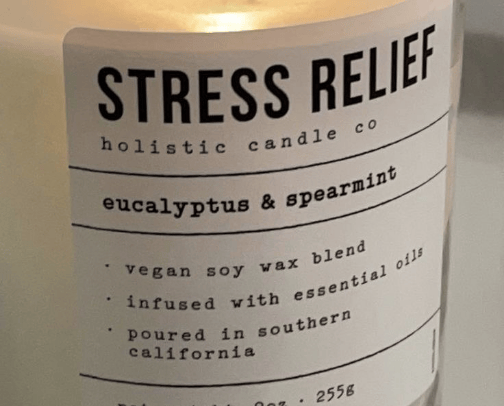 STRESS RELIEF
holistic candle co
eucalyptus & spearmint
· vegan soy wax blend
· infused with essential oils
· poured in southern
california
· 255g